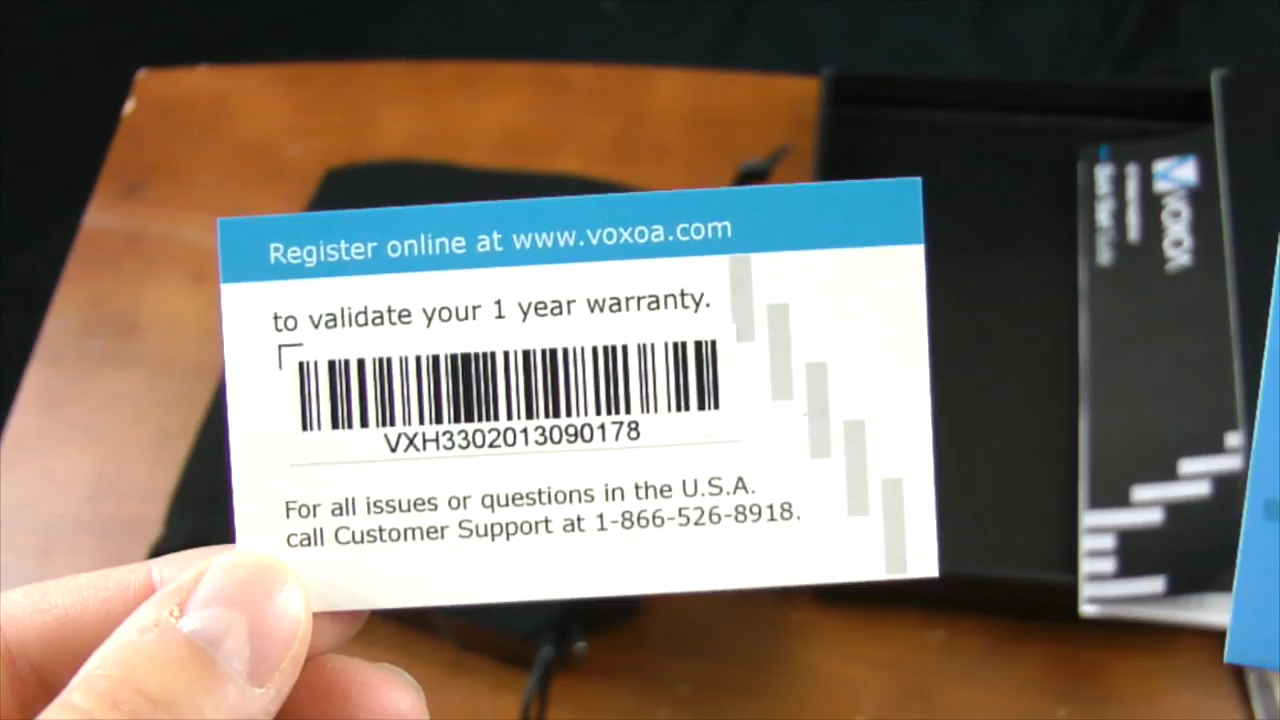 Register online at www.voxoa.com
to validate your 1 year warranty.
VXH3302013090178
For all issues or questions in the U.S.A.
call Customer Support at 1-866-526-8918.
VOXOA